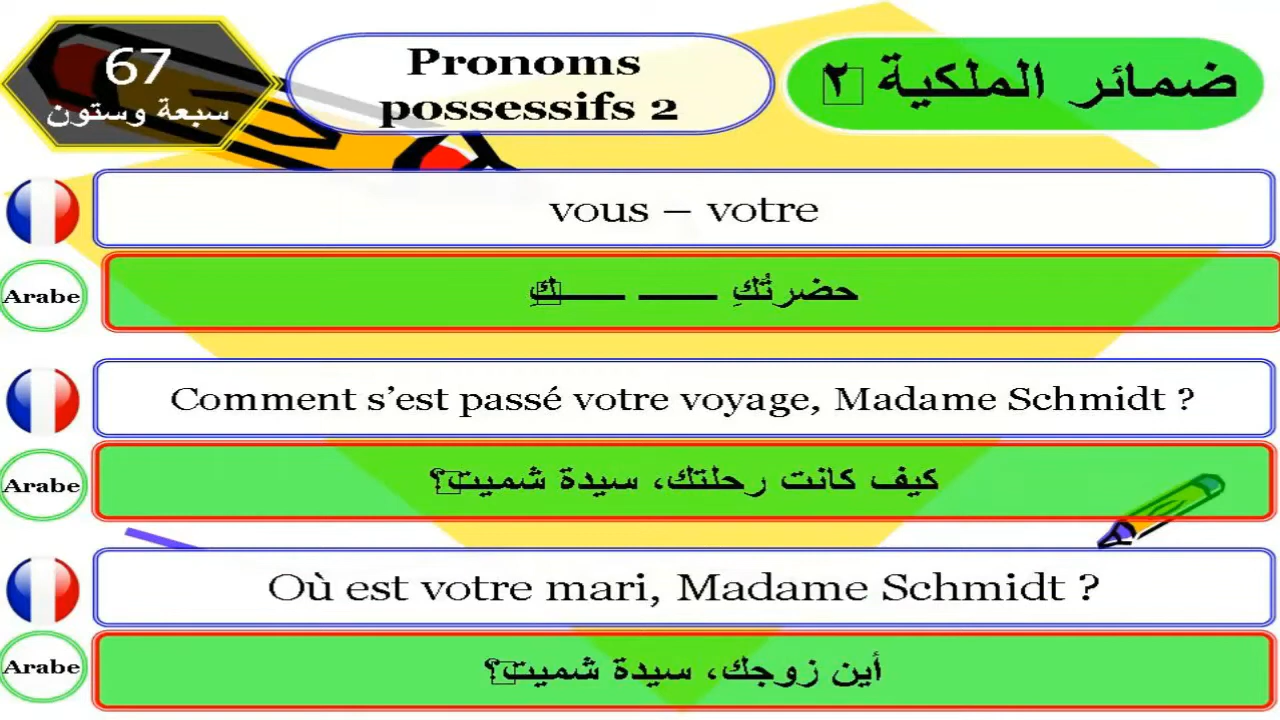 67
سبعة وستون
Pronoms
possessifs 2
ضمائر الملكية ٢
vous – votre
Arabe
حضرتُكِ ـــــ ـــــكِ
Comment s’est passé votre voyage, Madame Schmidt ?
Arabe
كيف كانت رحلتك، سيدة شميت؟
Où est votre mari, Madame Schmidt ?
Arabe
أين زوجك، سيدة شميت؟